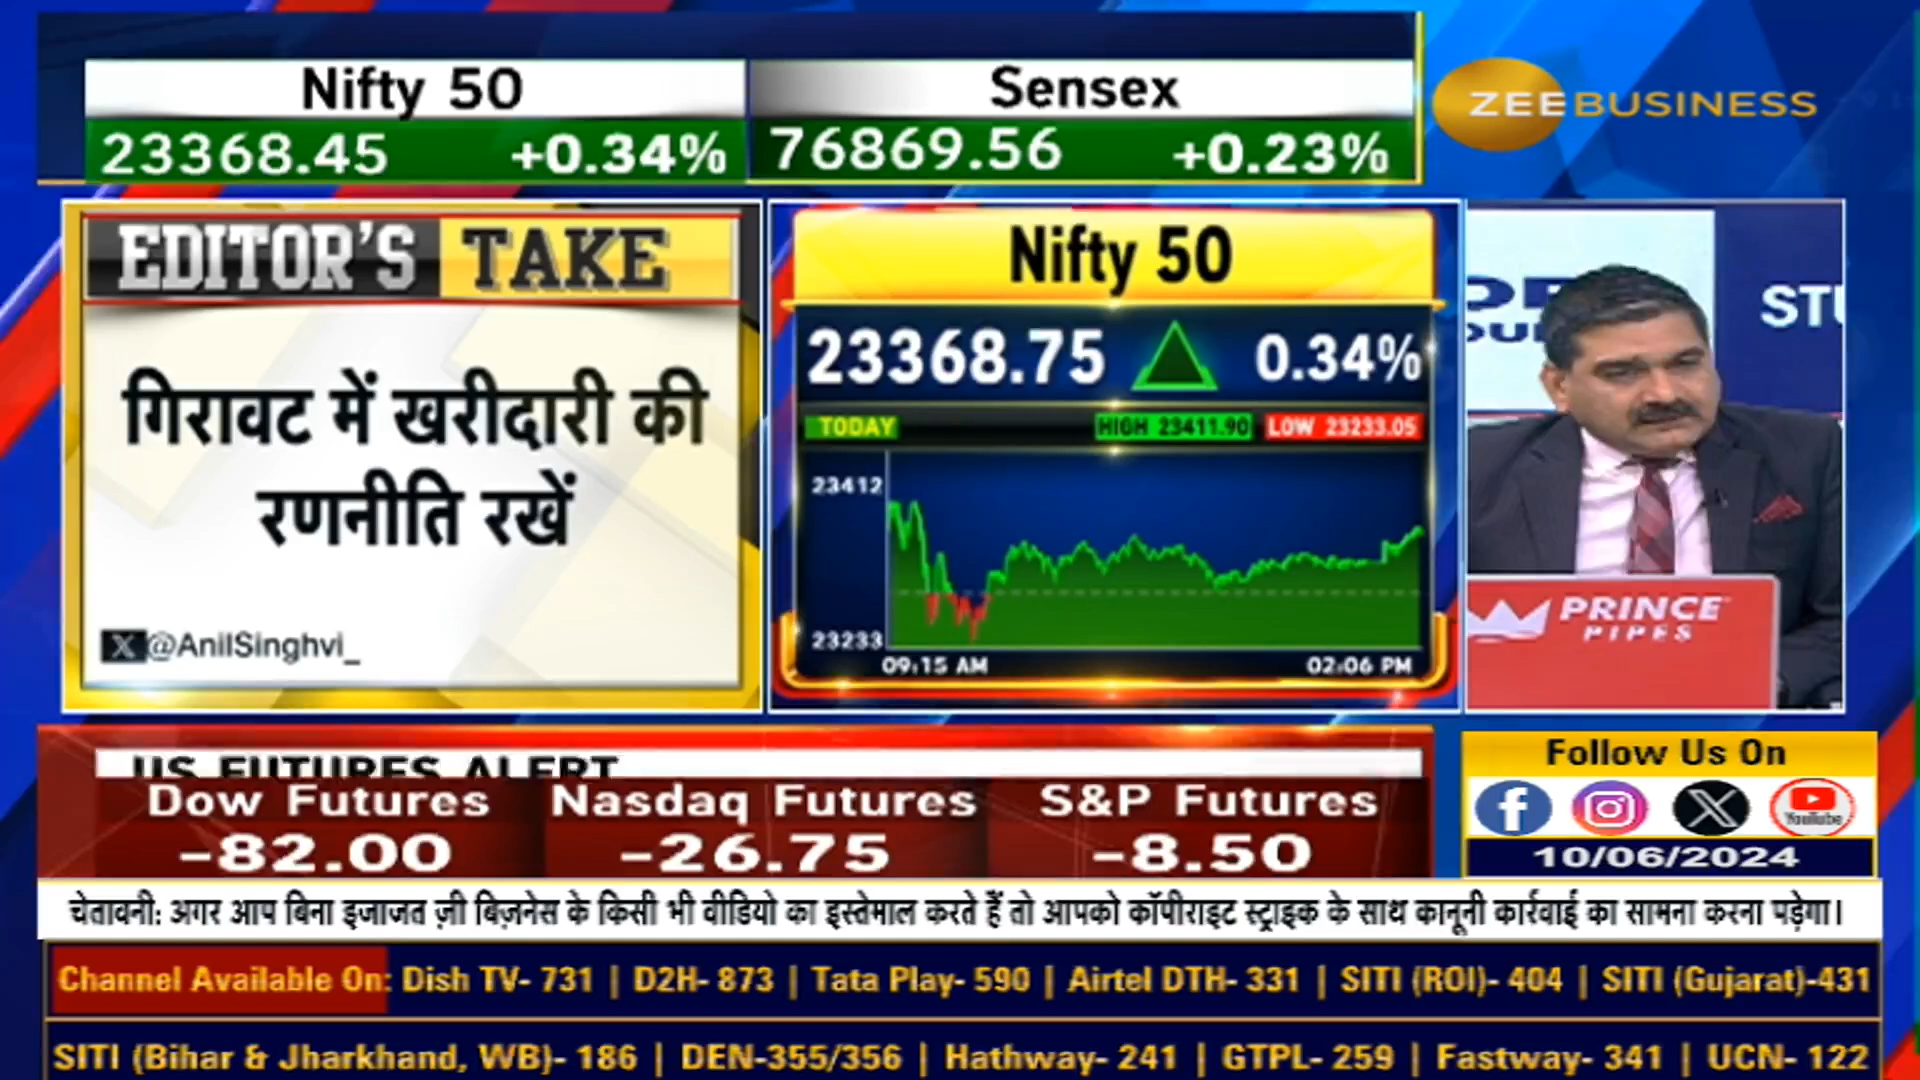 Nifty 50
23368.45 +0.34%
Sensex
76869.56 +0.23%
ZEEBUSINESS
EDITOR'S TAKE
गिरावट में खरीदारी की
रणनीति रखें
X@AnilSinghvi_
Nifty 50
23368.75 0.34%
TODAY HIGH 23411.90 LOW 23233.05
23412
23233
09:15 AM 02:06 PM
PRINCE
PIPES
US FUTURES ALERT
Dow Futures Nasdaq Futures S&P Futures
-82.00 -26.75 -8.50
Follow Us On
YouTube
10/06/2024
चेतावनी: अगर आप बिना इजाजत ज़ी बिज़नेस के किसी भी वीडियो का इस्तेमाल करते हैं तो आपको कॉपीराइट स्ट्राइक के साथ कानूनी कार्रवाई का सामना करना पड़ेगा।
Channel Available On: Dish TV- 731 | D2H- 873 | Tata Play- 590 | Airtel DTH- 331 | SITI (ROI)- 404 | SITI (Gujarat)-431
SITI (Bihar & Jharkhand, WB)- 186 | DEN-355/356 | Hathway- 241 | GTPL- 259 | Fastway- 341 | UCN- 122